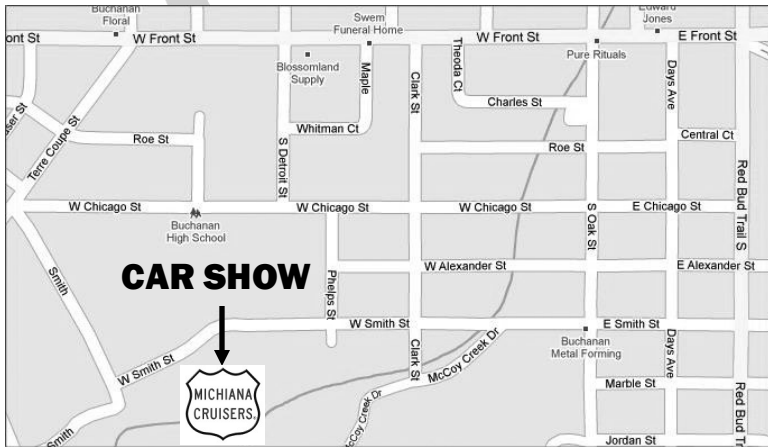 Buchanan
Floral
Swem
Funeral Home
Edward
Jones
ont St
W Front St
W Front St
E Front St
Blossomland
Supply
Maple
Theoda Ct
Pure Rituals
Clark St
Days Ave
Charles St
ser St
Terre Coupe St
Roe St
Whitman Ct
S Detroit St
Central Ct
Roe St
Red Bud Trail S
W Chicago St
W Chicago St
W Chicago St
S Oak St
E Chicago St
Buchanan
High School
CAR SHOW
Smith
Phelps St
W Alexander St
E Alexander St
W Smith St
E Smith St
Buchanan
Metal Forming
Days Ave
Clark St
McCoy Creek Dr
W Smith St
MICHIANA
CRUISERS
Marble St
McCoy Creek Dr
Red Bud Tr
Smith St
Jordan St